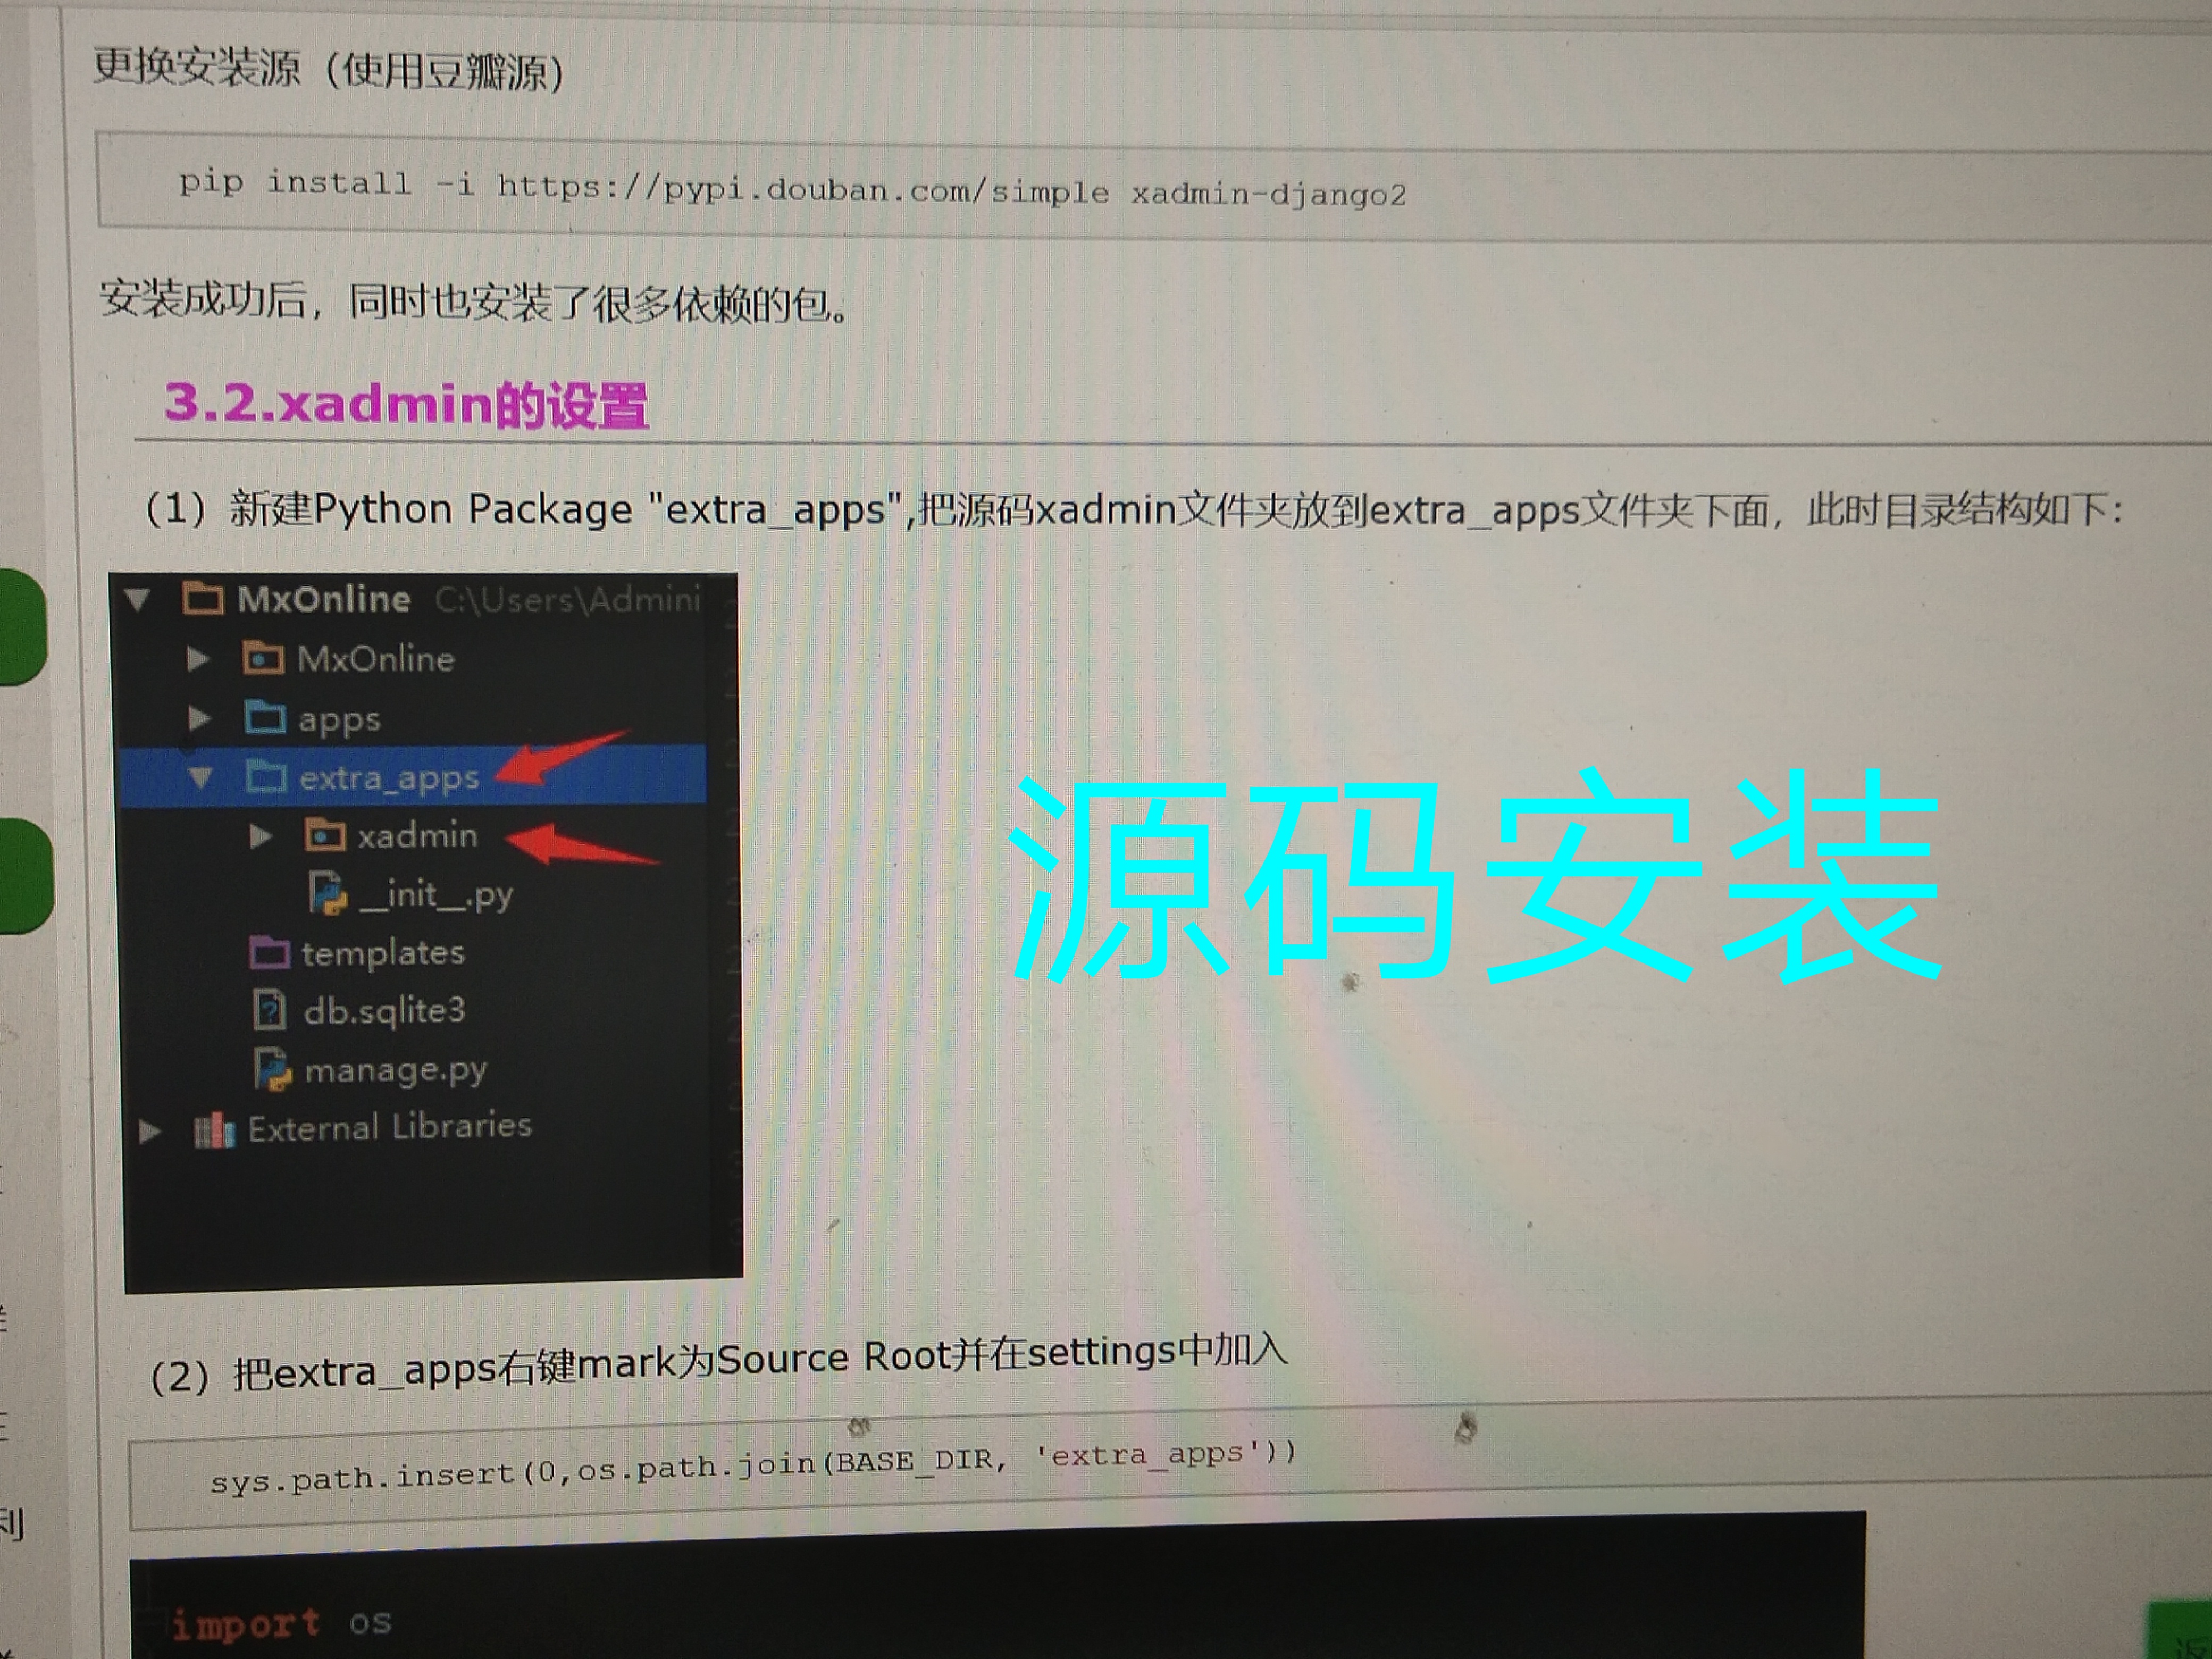 更换安装源（使用豆瓣源）
pip install -i https://pypi.douban.com/simple xadmin-django2
安装成功后，同时也安装了很多依赖的包。
3.2.xadmin的设置
（1）新建Python Package "extra_apps",把源码xadmin文件夹放到extra_apps文件夹下面，此时目录结构如下：
MxOnline C:\Users\Admini
MxOnline
apps
extra_apps
xadmin
__init__.py
templates
db.sqlite3
manage.py
External Libraries
源码安装
（2）把extra_apps右键mark为Source Root并在settings中加入
sys.path.insert(0,os.path.join(BASE_DIR, 'extra_apps'))
import os